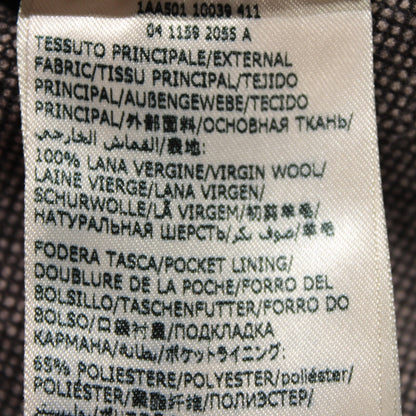 1AA501 10039 411
04 1159 2055 A
TESSUTO PRINCIPALE/EXTERNAL
FABRIC/TISSU PRINCIPAL/TEJIDO
PRINCIPAL/AUßENGEWEBE/TECIDO
PRINCIPAL/外部面料/ОСНОВНАЯ ТКАНЬ/
القماش الخارجي/表地:
100% LANA VERGINE/VIRGIN WOOL/
LAINE VIERGE/LANA VIRGEN/
SCHURWOLLE/LÃ VIRGEM/初剪羊毛/
НАТУРАЛЬНАЯ ШЕРСТЬ/صوف بكر/羊毛
FODERA TASCA/POCKET LINING/
DOUBLURE DE LA POCHE/FORRO DEL
BOLSILLO/TASCHENFUTTER/FORRO DO
BOLSO/口袋衬里/ПОДКЛАДКА
КАРМАНА/بطانة/ポケットライニング:
65% POLIESTERE/POLYESTER/poliéster/
POLIÉSTER/聚酯纤维/ПОЛИЭСТЕР/